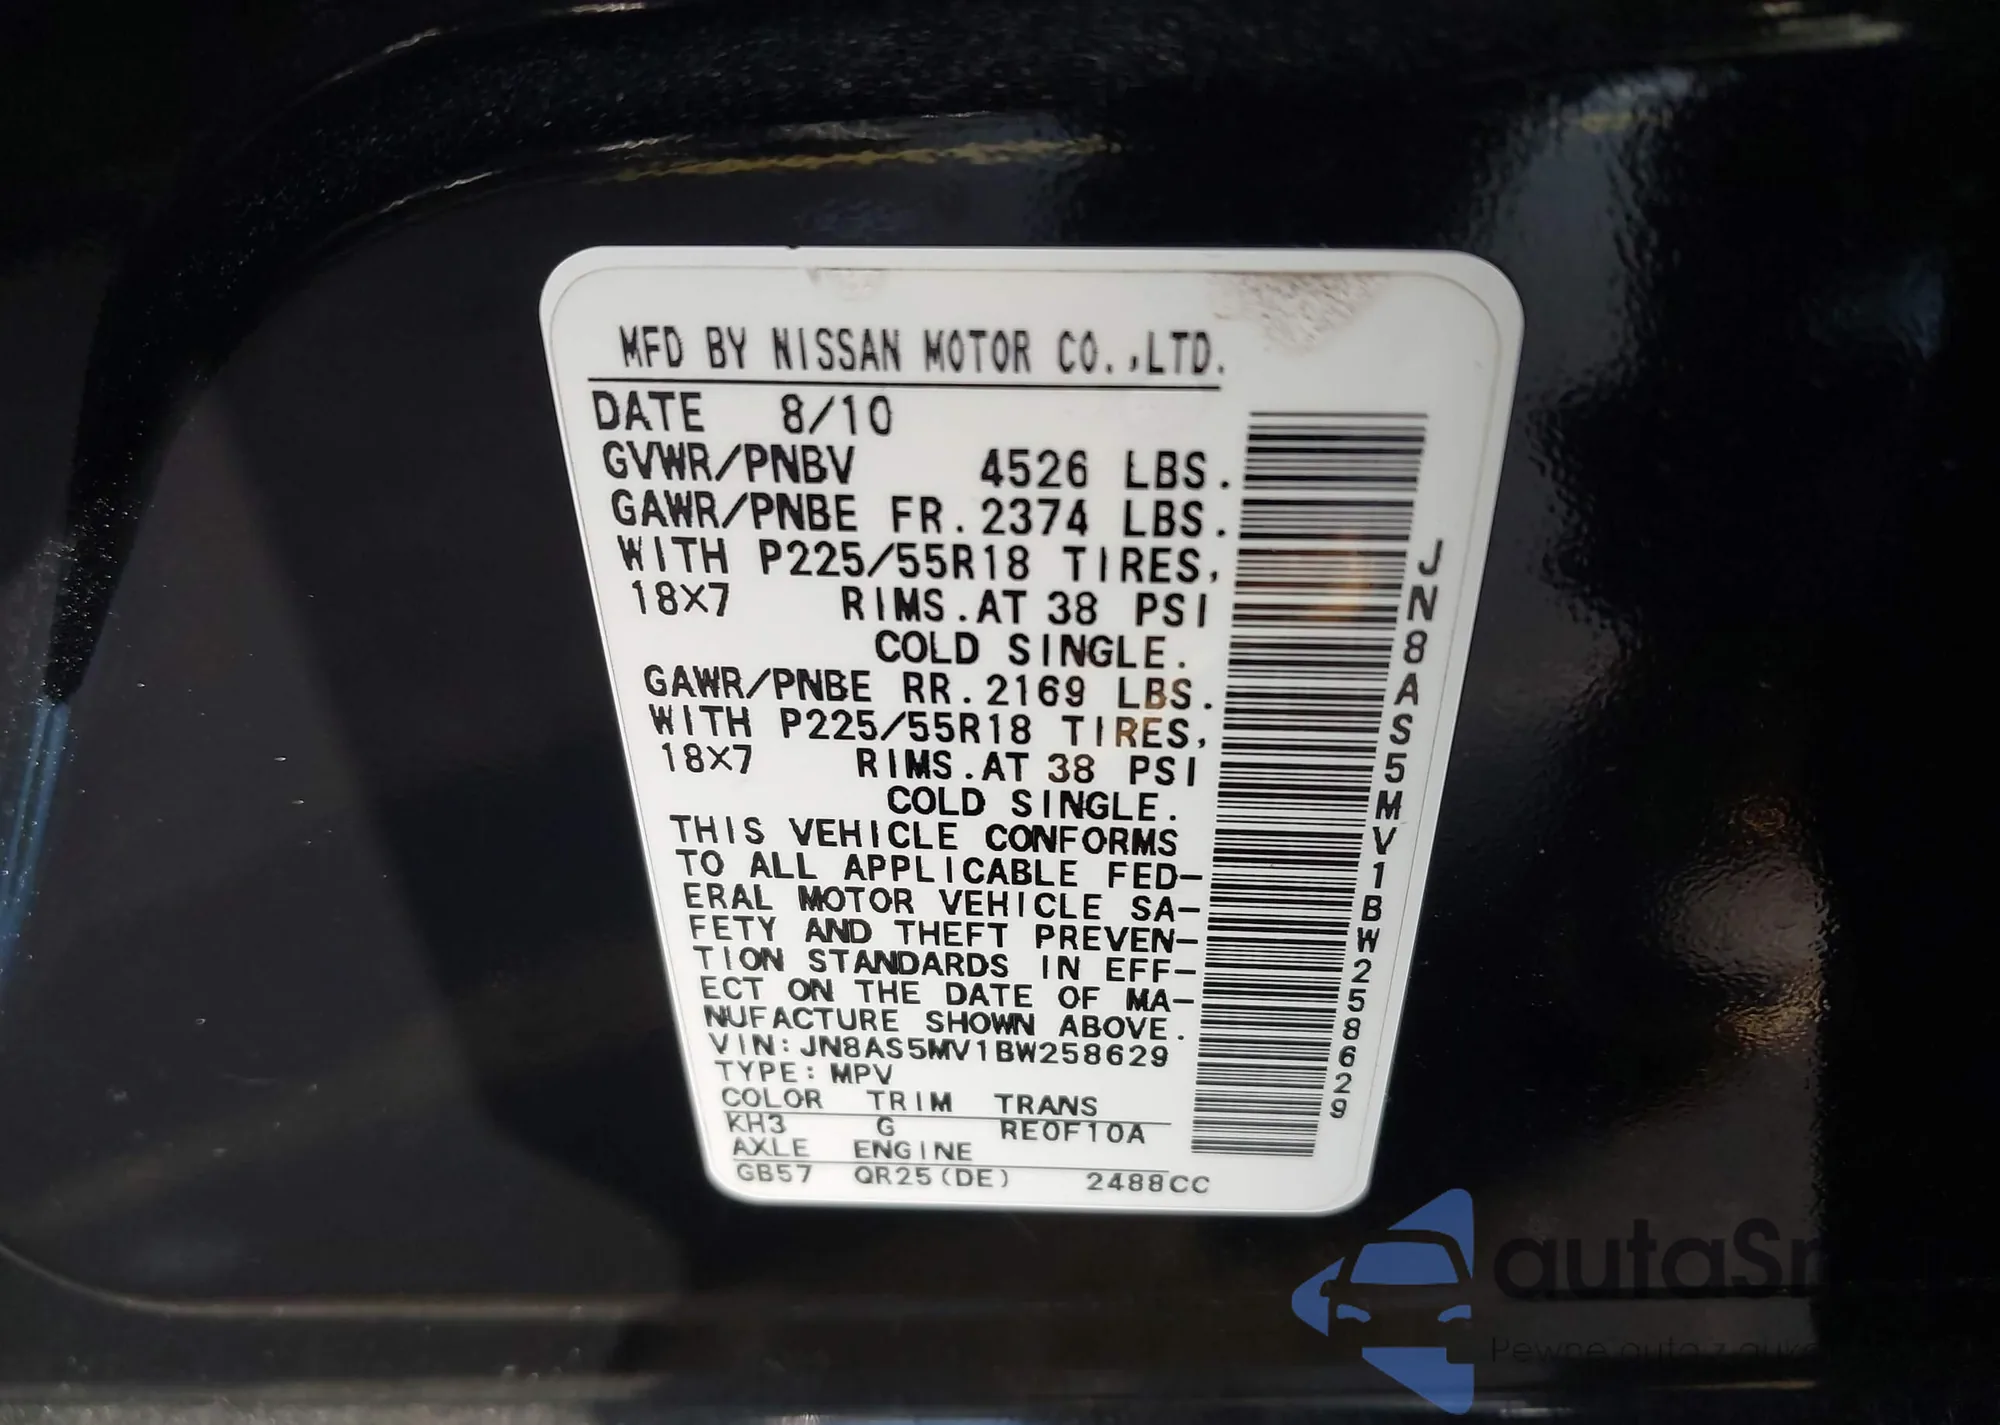 MFD BY NISSAN MOTOR CO.,LTD.
DATE 8/10
GVWR/PNBV 4526 LBS.
GAWR/PNBE FR. 2374 LBS.
WITH P225/55R18 TIRES,
18X7 RIMS.AT 38 PSI
COLD SINGLE.
GAWR/PNBE RR. 2169 LBS.
WITH P225/55R18 TIRES,
18X7 RIMS.AT 38 PSI
COLD SINGLE.
THIS VEHICLE CONFORMS
TO ALL APPLICABLE FED-
ERAL MOTOR VEHICLE SA-
FETY AND THEFT PREVEN-
TION STANDARDS IN EFF-
ECT ON THE DATE OF MA-
NUFACTURE SHOWN ABOVE.
VIN:JN8AS5MV1BW258629
TYPE:MPV
COLOR TRIM TRANS
KH3 G RE0F10A
AXLE ENGINE
GB57 QR25(DE) 2488CC
JN8AS5MV1BW258629
Pewne auto z